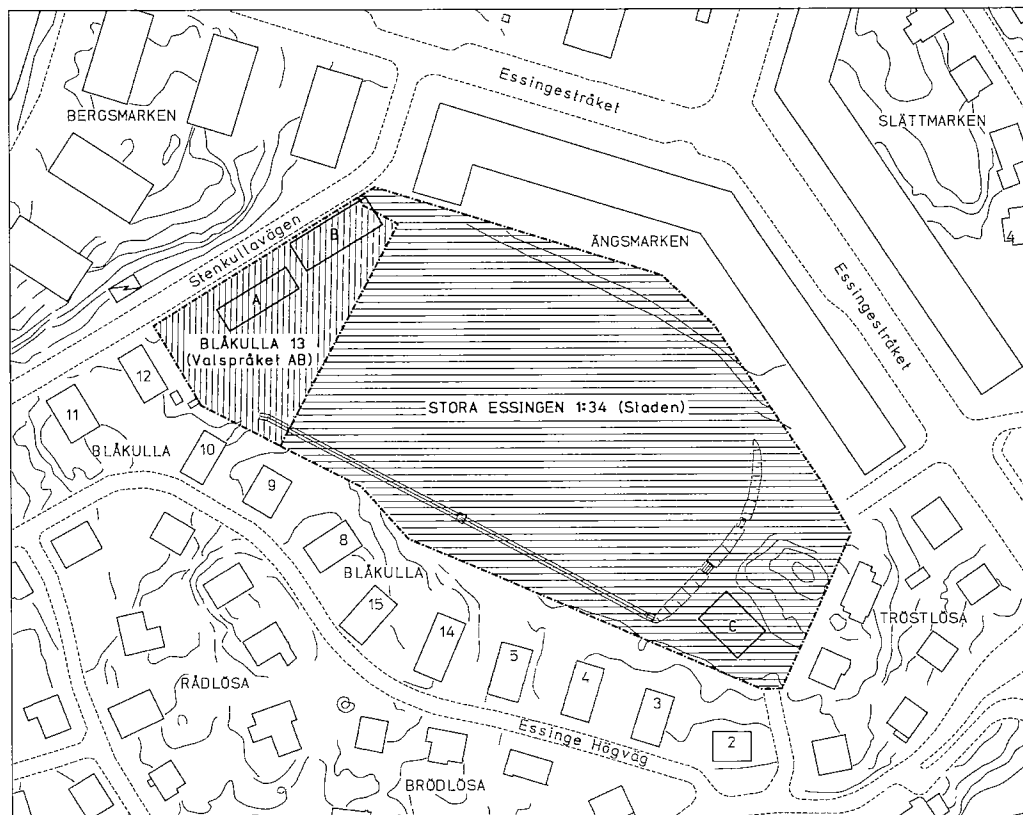 Essingestråket
BERGSMARKEN
SLÄTTMARKEN
4
Stenkullavägen
B
ÄNGSMARKEN
A
Essingestråket
BLÅKULLA 13
(Valspråket AB)
12
11
STORA ESSINGEN 1:34 (Staden)
BLÅKULLA
10
9
8
BLÅKULLA
15
C
TRÖSTLÖSA
14
5
RÅDLÖSA
4
3
Essinge Högväg
2
BRÖDLÖSA